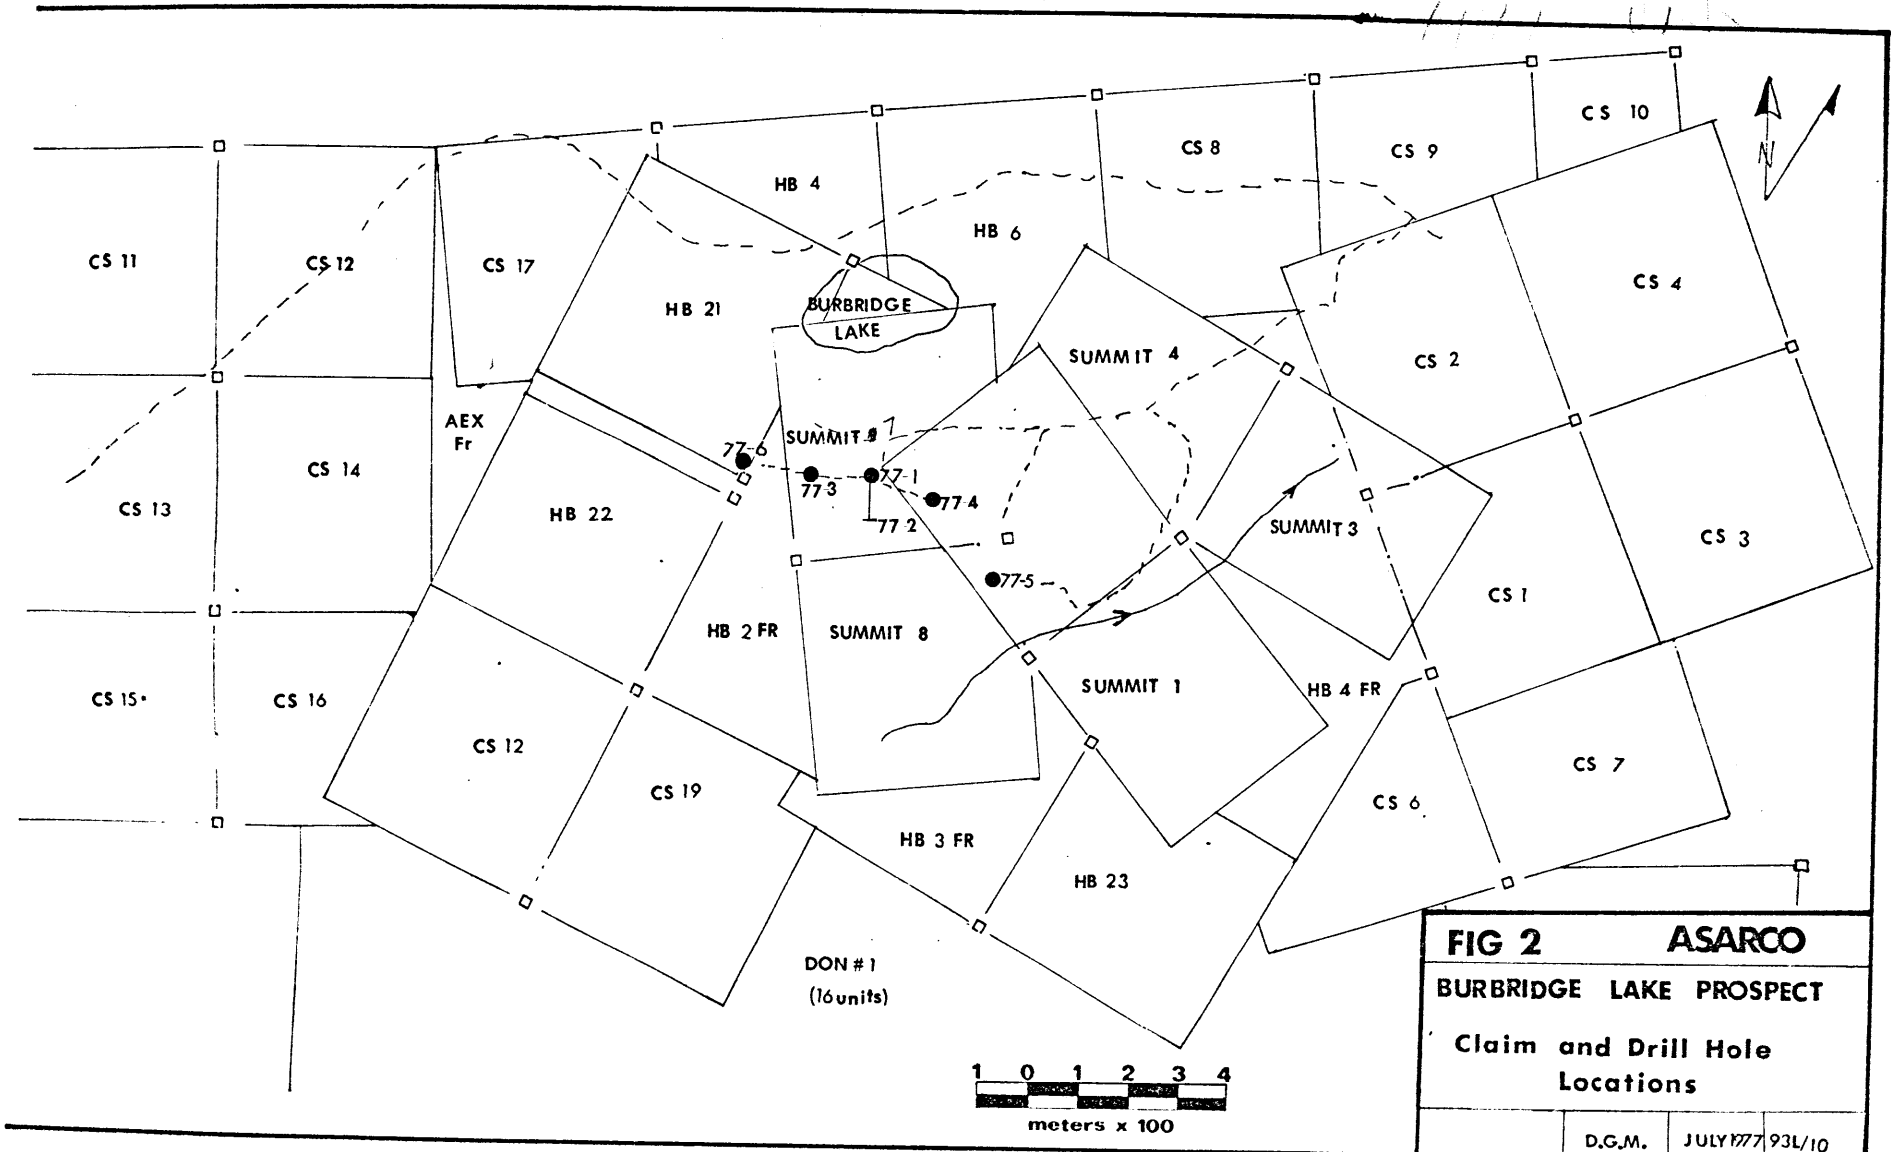 N
CS 10
CS 8
CS 9
HB 4
HB 6
CS 11
CS 12
CS 17
CS 4
HB 21
BURBRIDGE
LAKE
SUMMIT 4
CS 2
AEX
Fr
SUMMIT 7
77-6
CS 14
77-3
77-1
77-4
77-2
CS 13
HB 22
SUMMIT 3
CS 3
77-5
CS 1
HB 2 FR
SUMMIT 8
SUMMIT 1
HB 4 FR
CS 15
CS 16
CS 12
CS 19
CS 7
CS 6
HB 3 FR
HB 23
DON # 1
(16 units)
1 0 1 2 3 4
meters x 100
FIG 2 ASARCO
BURBRIDGE LAKE PROSPECT
Claim and Drill Hole
Locations
D.G.M. JULY 1977 93L/10